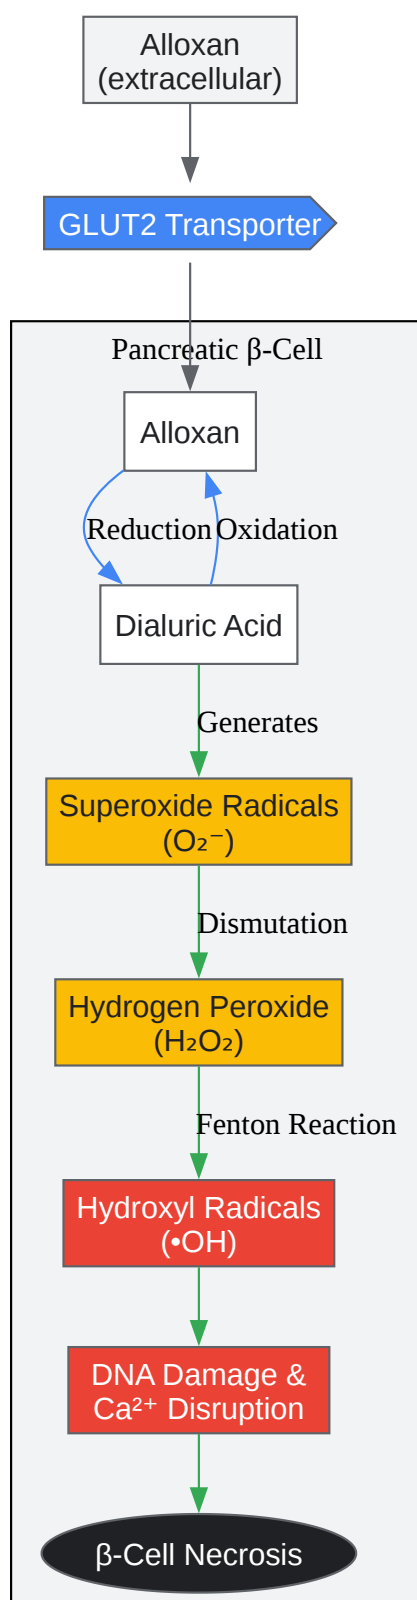 Alloxan
(extracellular)
GLUT2 Transporter
Pancreatic β-Cell
Alloxan
Reduction
Oxidation
Dialuric Acid
Generates
Superoxide Radicals
(O₂⁻)
Dismutation
Hydrogen Peroxide
(H₂O₂)
Fenton Reaction
Hydroxyl Radicals
(•OH)
DNA Damage &
Ca²⁺ Disruption
β-Cell Necrosis